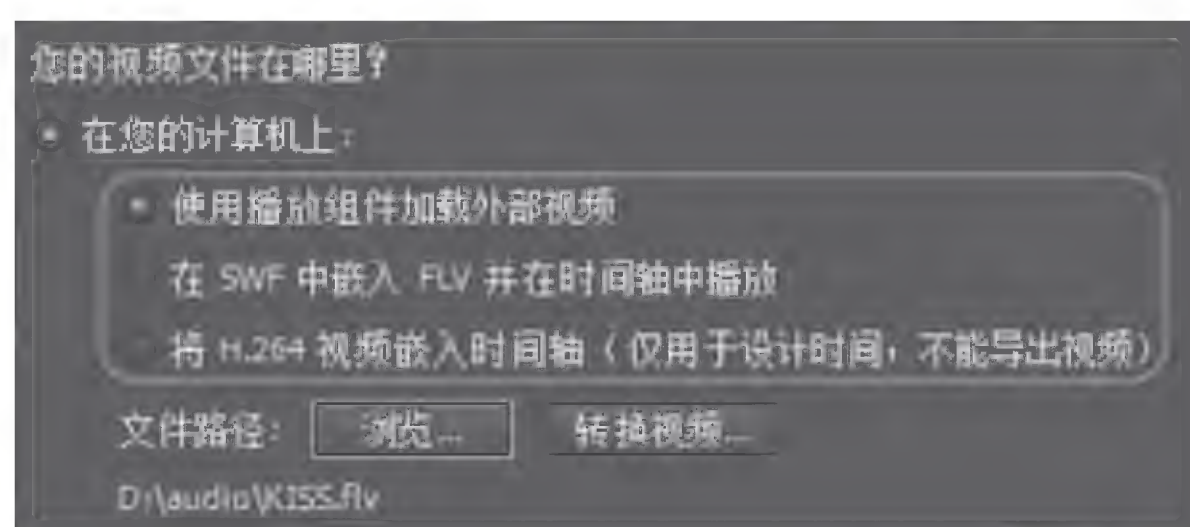 您的视频文件在哪里?
在您的计算机上:
使用播放组件加载外部视频
在 SWF 中嵌入 FLV 并在时间轴中播放
将 H.264 视频嵌入时间轴（仅用于设计时间，不能导出视频）
文件路径: 浏览... 转换视频...
D:\audio\KISS.flv